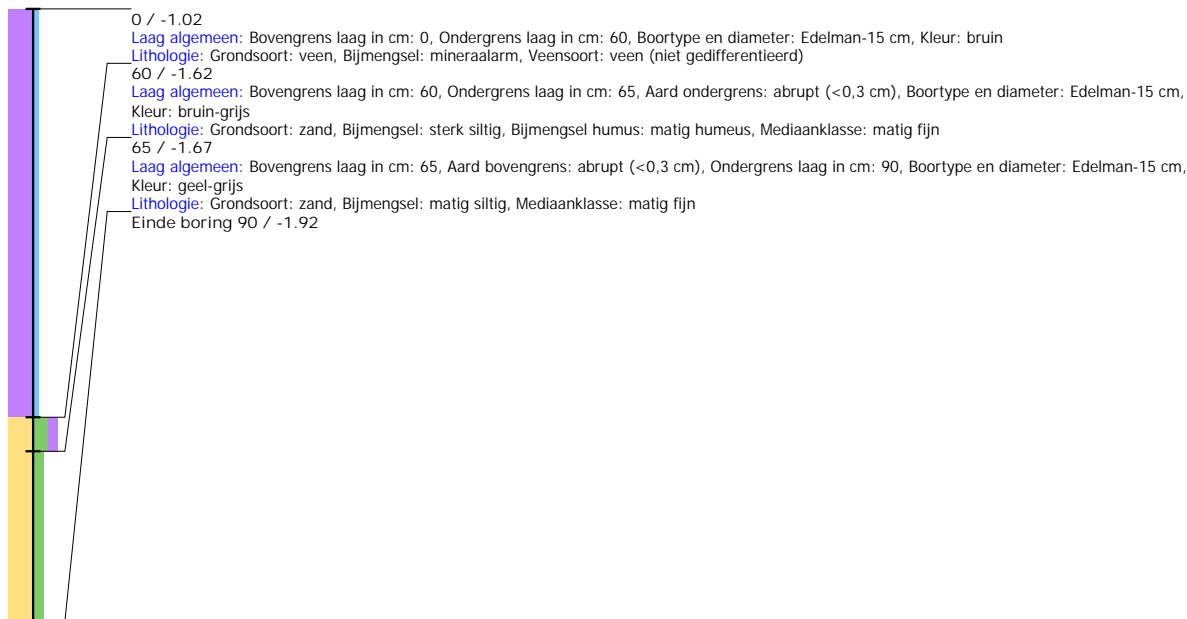 0 / -1.02
Laag algemeen: Bovengrens laag in cm: 0, Ondergrens laag in cm: 60, Boortype en diameter: Edelman-15 cm, Kleur: bruin
Lithologie: Grondsoort: veen, Bijmengsel: mineraalarm, Veensoort: veen (niet gedifferentieerd)
60 / -1.62
Laag algemeen: Bovengrens laag in cm: 60, Ondergrens laag in cm: 65, Aard ondergrens: abrupt (<0,3 cm), Boortype en diameter: Edelman-15 cm,
Kleur: bruin-grijs
Lithologie: Grondsoort: zand, Bijmengsel: sterk siltig, Bijmengsel humus: matig humeus, Mediaanklasse: matig fijn
65 / -1.67
Laag algemeen: Bovengrens laag in cm: 65, Aard bovengrens: abrupt (<0,3 cm), Ondergrens laag in cm: 90, Boortype en diameter: Edelman-15 cm,
Kleur: geel-grijs
Lithologie: Grondsoort: zand, Bijmengsel: matig siltig, Mediaanklasse: matig fijn
Einde boring 90 / -1.92